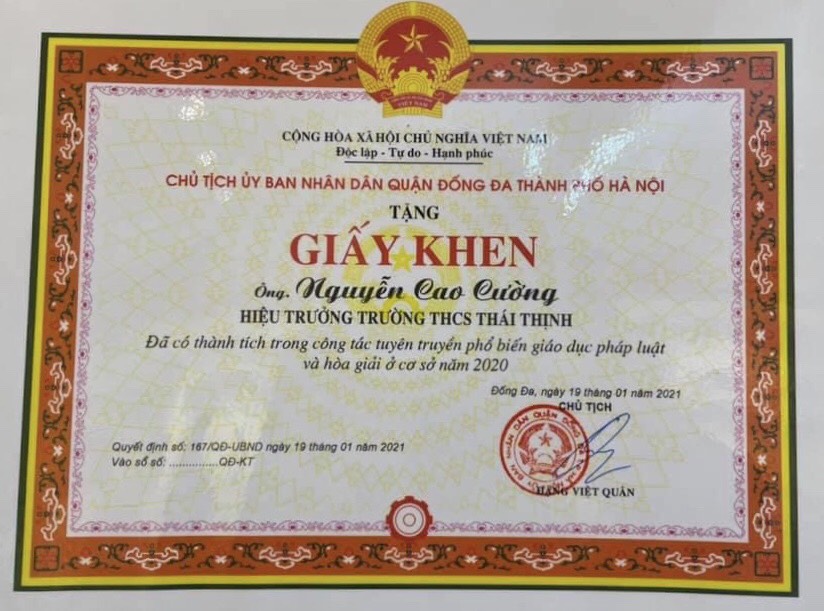 VIỆT NAM
CỘNG HÒA XÃ HỘI CHỦ NGHĨA VIỆT NAM
Độc lập - Tự do - Hạnh phúc
CHỦ TỊCH ỦY BAN NHÂN DÂN QUẬN ĐỐNG ĐA THÀNH PHỐ HÀ NỘI
TẶNG
GIẤY KHEN
Ông. Nguyễn Cao Cường
HIỆU TRƯỞNG TRƯỜNG THCS THÁI THỊNH
Đã có thành tích trong công tác tuyên truyền phổ biến giáo dục pháp luật
và hòa giải ở cơ sở năm 2020
Đống Đa, ngày 19 tháng 01 năm 2021
CHỦ TỊCH
Quyết định số: 167/QĐ-UBND ngày 19 tháng 01 năm 2021
Vào sổ số: ................QĐ-KT
VIỆT QUÂN